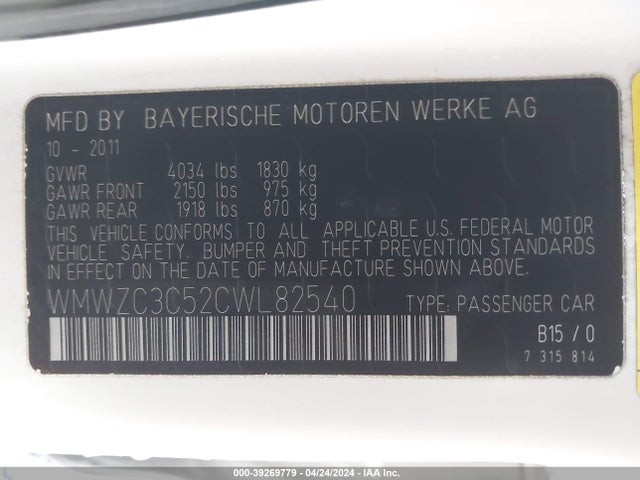 MFD BY BAYERISCHE MOTOREN WERKE AG
10 - 2011
GVWR 4034 lbs 1830 kg
GAWR FRONT 2150 lbs 975 kg
GAWR REAR 1918 lbs 870 kg
THIS VEHICLE CONFORMS TO ALL APPLICABLE U.S. FEDERAL MOTOR
VEHICLE SAFETY, BUMPER AND THEFT PREVENTION STANDARDS
IN EFFECT ON THE DATE OF MANUFACTURE SHOWN ABOVE.
WMWZC3C52CWL82540 TYPE: PASSENGER CAR
B15 / 0
7 315 814
000-39269779 - 04/24/2024 - IAA Inc.